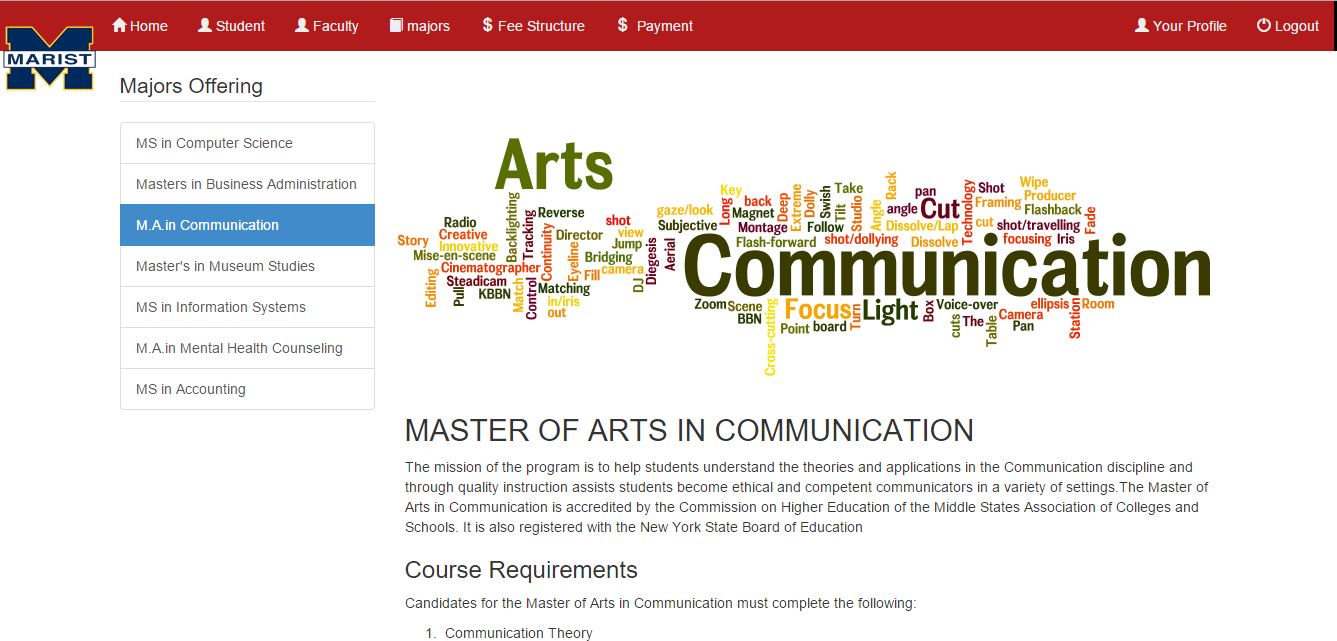 Home Student Faculty majors $ Fee Structure $ Payment Your Profile Logout
MARIST
Majors Offering
MS in Computer Science
Masters in Business Administration
M.A.in Communication
Master's in Museum Studies
MS in Information Systems
M.A.in Mental Health Counseling
MS in Accounting
Arts
Communication
Story
Radio
Creative
Innovative
Mise-en-scene
Editing
Cinematographer
Steadicam
Pull
KBBN
Backlighting
Tracking
Match
Control
Reverse
Continuity
Director
Eyeline
Matching
in/iris
out
Fill
shot
view
Jump
Bridging
camera
DJ
Diegesis
gaze/look
Subjective
Aerial
Key
Long
back
Magnet
Montage
Deep
Extreme
Dolly
Swish
Follow
Tilt
Take
Studio
Flash-forward
shot/dollying
Angle
Rack
angle
pan
Cut
Dissolve/Lap
Dissolve
Technology
Shot
Framing
cut
Wipe
Producer
Flashback
shot/travelling
focusing
Iris
Fade
Zoom
Scene
BBN
Cross-cutting
Focus
Point
board
Turn
Light
Box
Voice-over
cuts
The
Table
Camera
Pan
ellipsis
Station
Room
MASTER OF ARTS IN COMMUNICATION
The mission of the program is to help students understand the theories and applications in the Communication discipline and
through quality instruction assists students become ethical and competent communicators in a variety of settings.The Master of
Arts in Communication is accredited by the Commission on Higher Education of the Middle States Association of Colleges and
Schools. It is also registered with the New York State Board of Education
Course Requirements
Candidates for the Master of Arts in Communication must complete the following:
1. Communication Theory